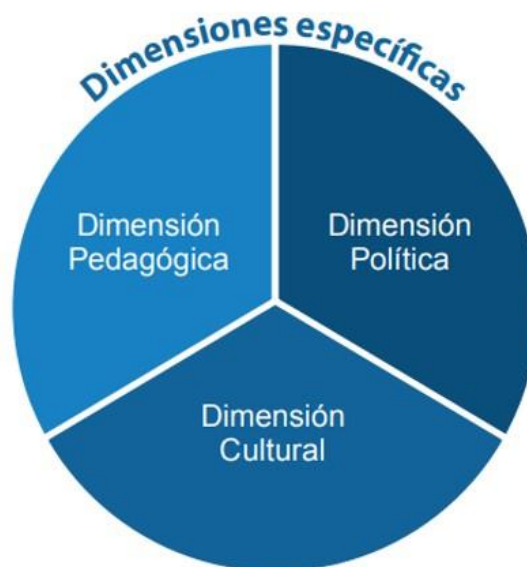 Dimensiones específicas
Dimensión
Pedagógica
Dimensión
Política
Dimensión
Cultural